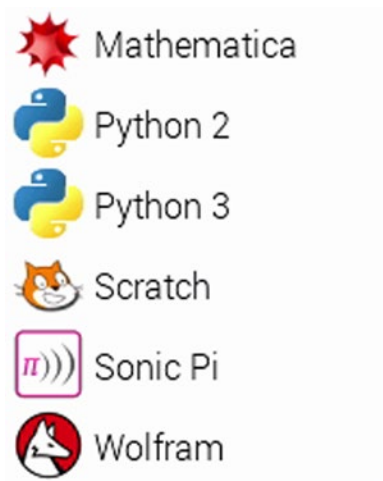 Mathematica
Python 2
Python 3
Scratch
π))) Sonic Pi
Wolfram